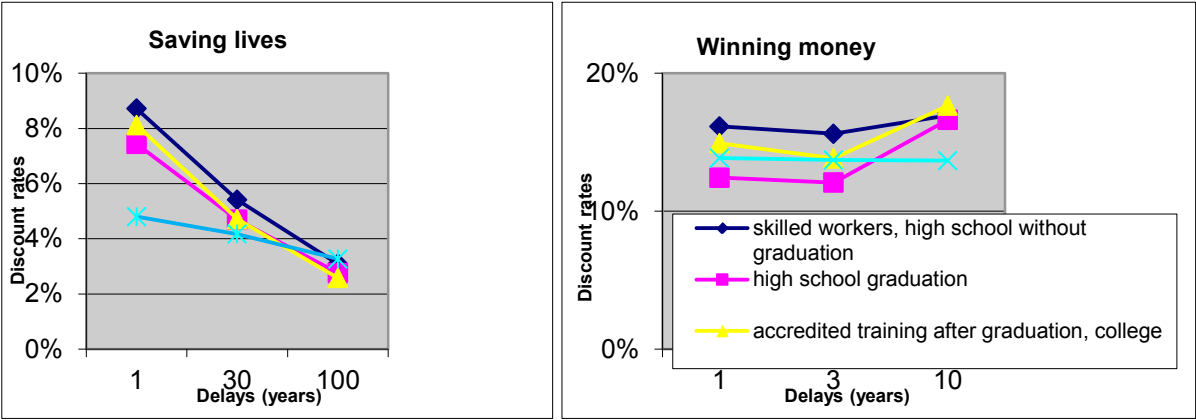 Saving lives
10%
8%
6%
4%
2%
0%
Discount rates
1 30 100
Delays (years)
Winning money
20%
10%
0%
Discount rates
skilled workers, high school without
graduation
high school graduation
accredited training after graduation, college
1 3 10
Delays (years)